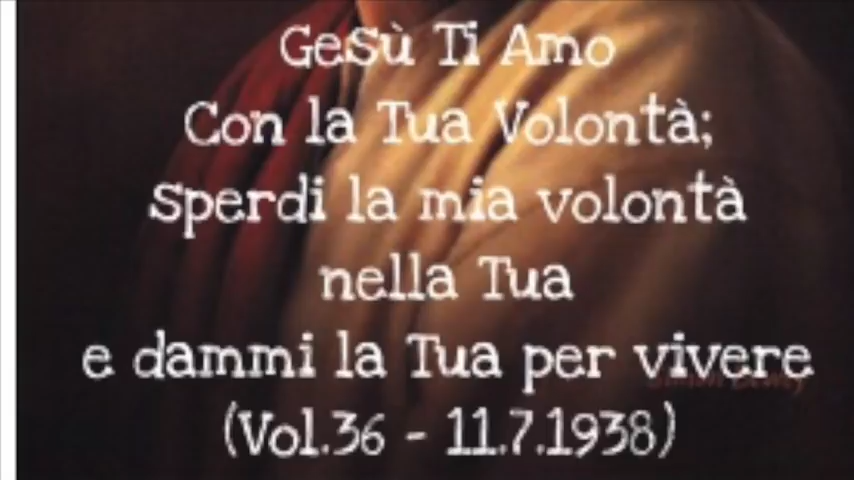 Gesù Ti Amo
Con la Tua Volontà;
sperdi la mia volontà
nella Tua
e dammi la Tua per vivere
(Vol.36 - 11.7.1938)